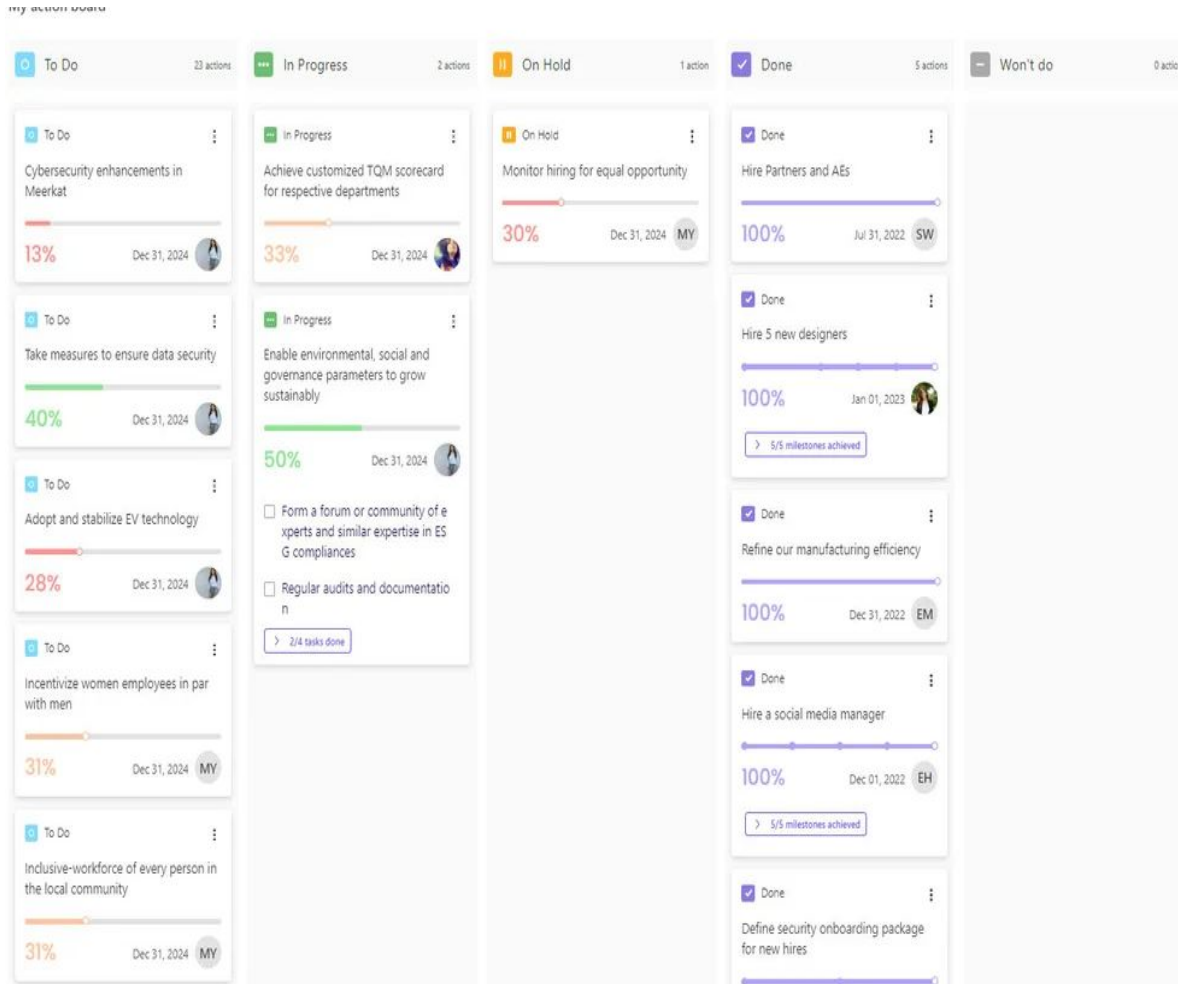 My action board
To Do
23 actions
To Do
Cybersecurity enhancements in
Meerkat
13%
Dec 31, 2024
To Do
Take measures to ensure data security
40%
Dec 31, 2024
To Do
Adopt and stabilize EV technology
28%
Dec 31, 2024
To Do
Incentivize women employees in par
with men
31%
Dec 31, 2024
MY
To Do
Inclusive-workforce of every person in
the local community
31%
Dec 31, 2024
MY
In Progress
2 actions
In Progress
Achieve customized TQM scorecard
for respective departments
33%
Dec 31, 2024
In Progress
Enable environmental, social and
governance parameters to grow
sustainably
50%
Dec 31, 2024
Form a forum or community of e
xperts and similar expertise in ES
G compliances
Regular audits and documentatio
n
2/4 tasks done
On Hold
1 action
On Hold
Monitor hiring for equal opportunity
30%
Dec 31, 2024
MY
Done
5 actions
Done
Hire Partners and AEs
100%
Jul 31, 2022
SW
Done
Hire 5 new designers
100%
Jan 01, 2023
5/5 milestones achieved
Done
Refine our manufacturing efficiency
100%
Dec 31, 2022
EM
Done
Hire a social media manager
100%
Dec 01, 2022
EH
5/5 milestones achieved
Done
Define security onboarding package
for new hires
Won't do
0 actio